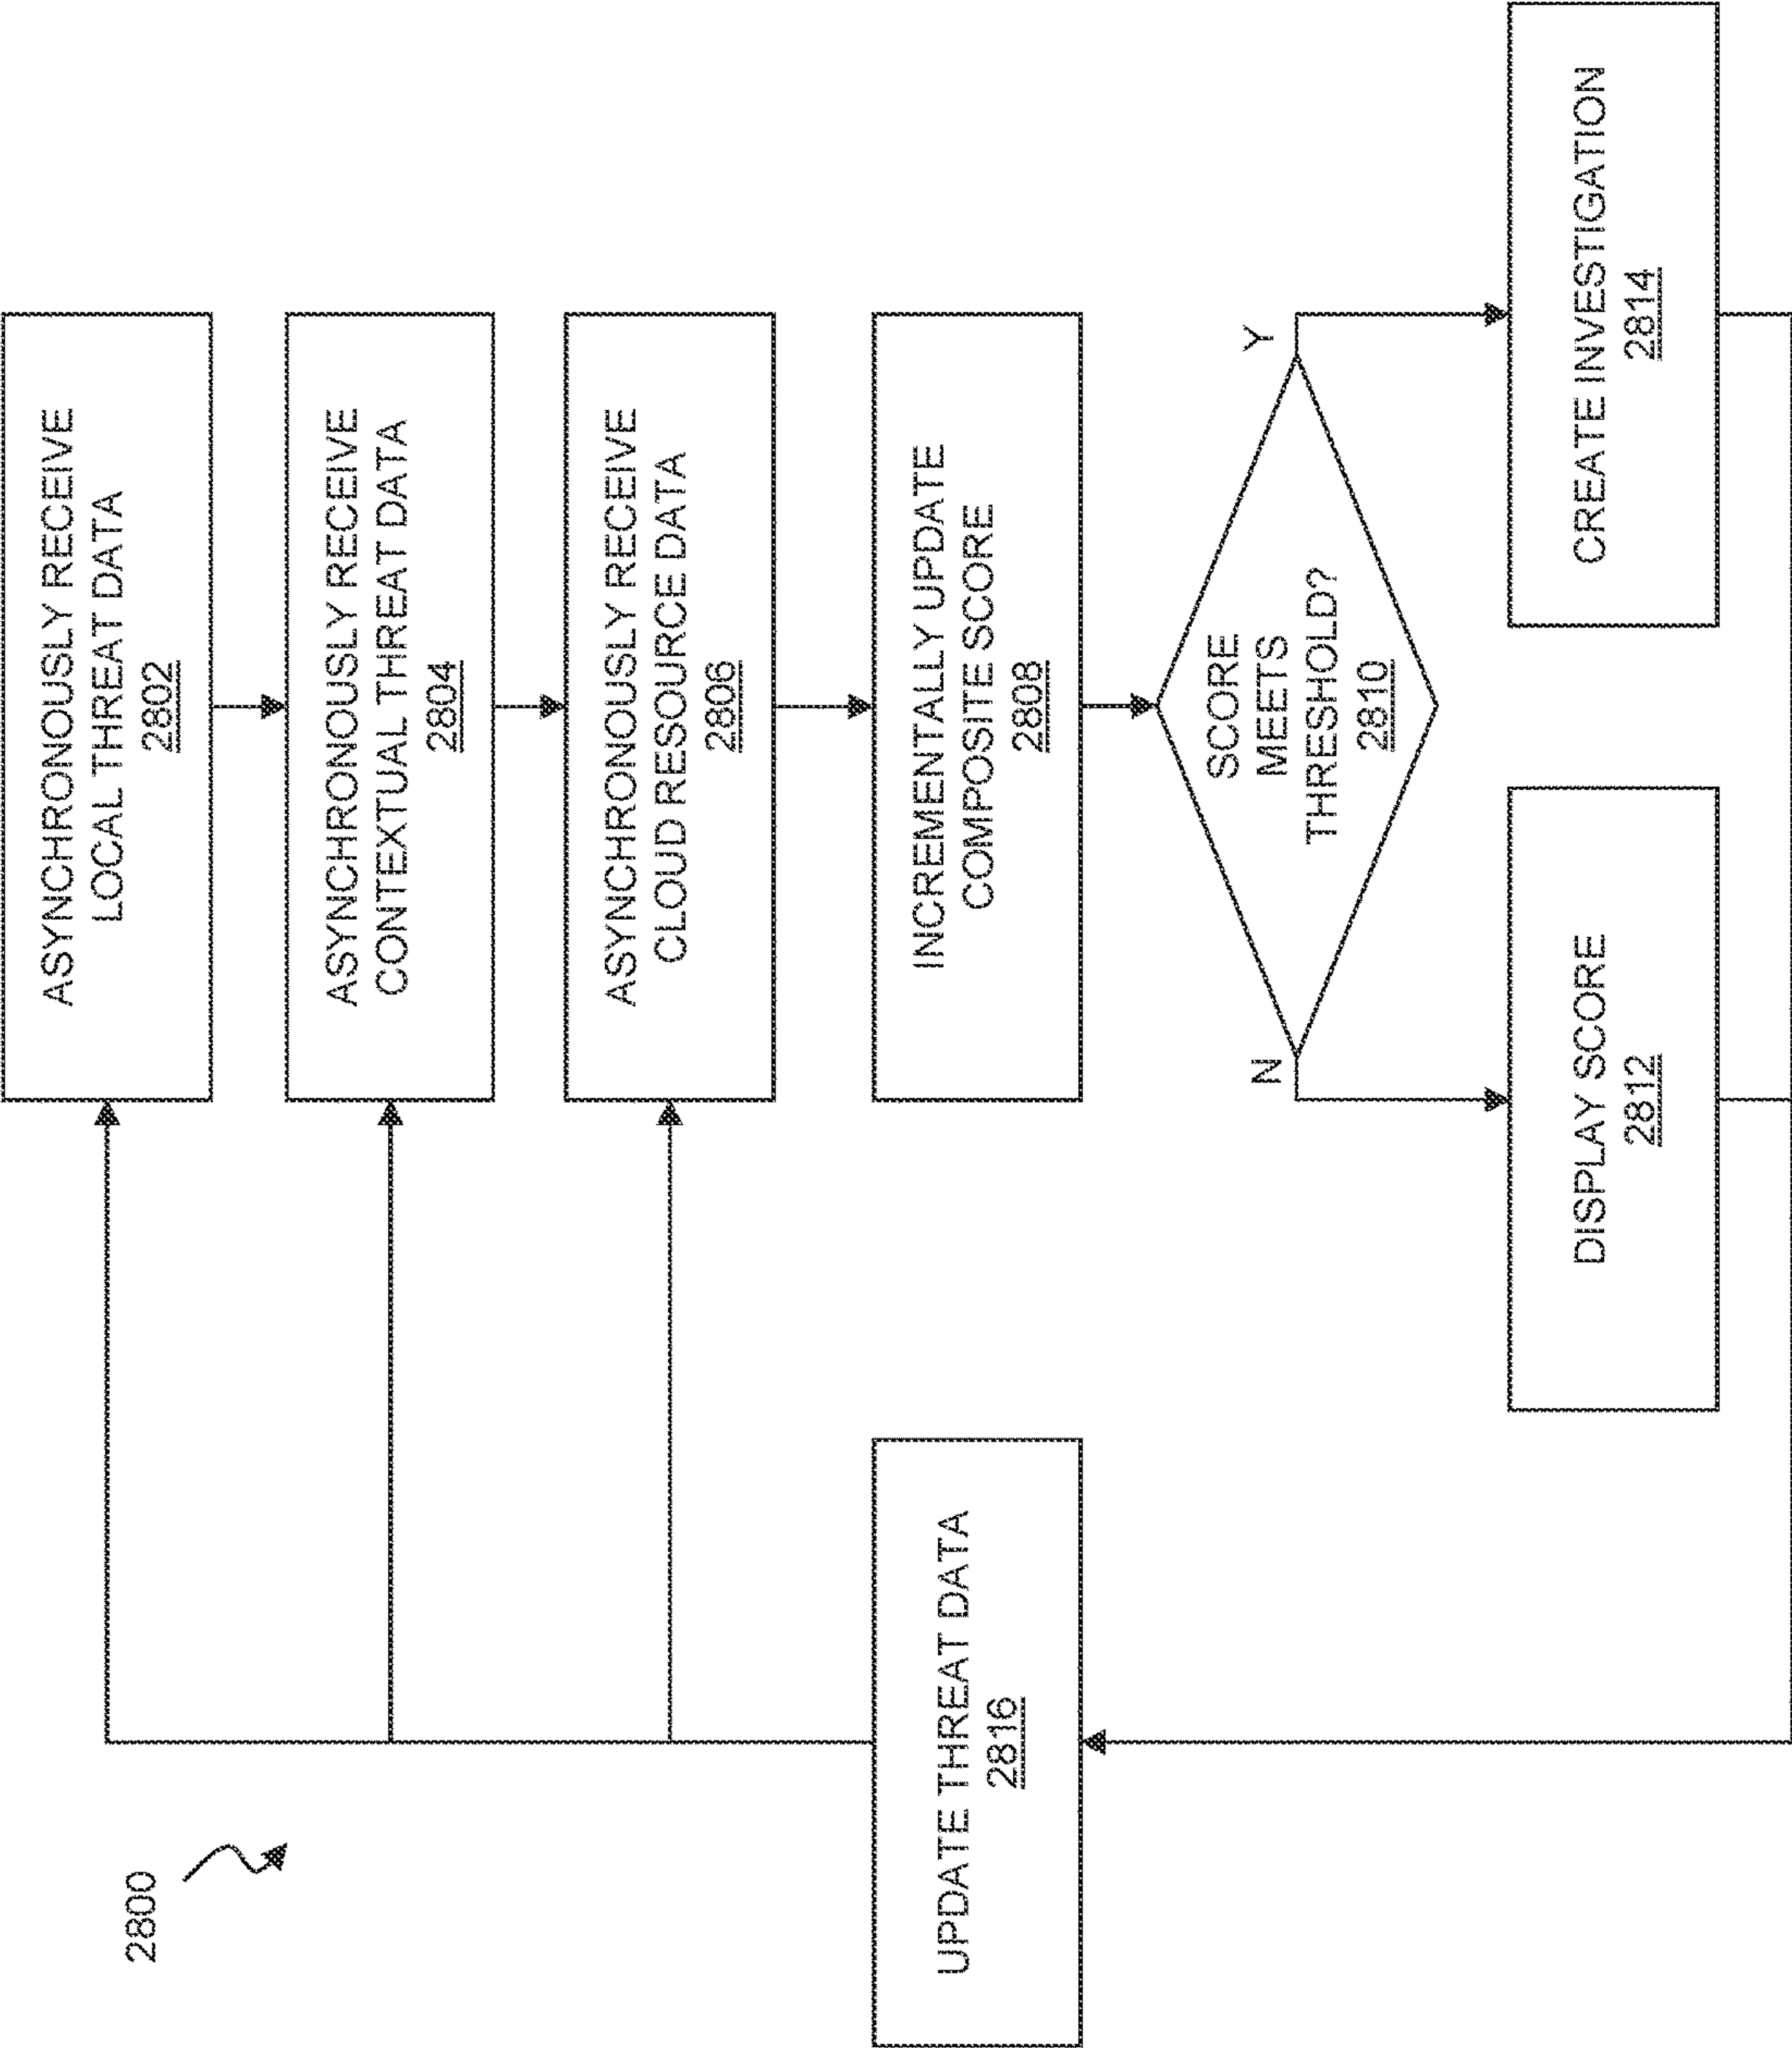 2800
ASYNCHRONOUSLY RECEIVE
LOCAL THREAT DATA
2802
ASYNCHRONOUSLY RECEIVE
CONTEXTUAL THREAT DATA
2804
ASYNCHRONOUSLY RECEIVE
CLOUD RESOURCE DATA
2806
INCREMENTALLY UPDATE
COMPOSITE SCORE
2808
UPDATE THREAT DATA
2816
SCORE
MEETS
THRESHOLD?
2810
N
Y
DISPLAY SCORE
2812
CREATE INVESTIGATION
2814